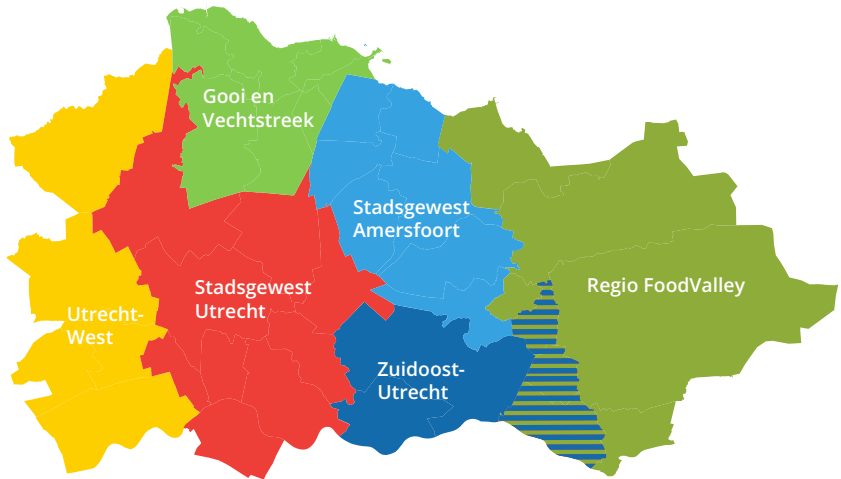 Gooi en
Vechtstreek
Stadsgewest
Amersfoort
Stadsgewest
Utrecht
Regio FoodValley
Utrecht-
West
Zuidoost-
Utrecht